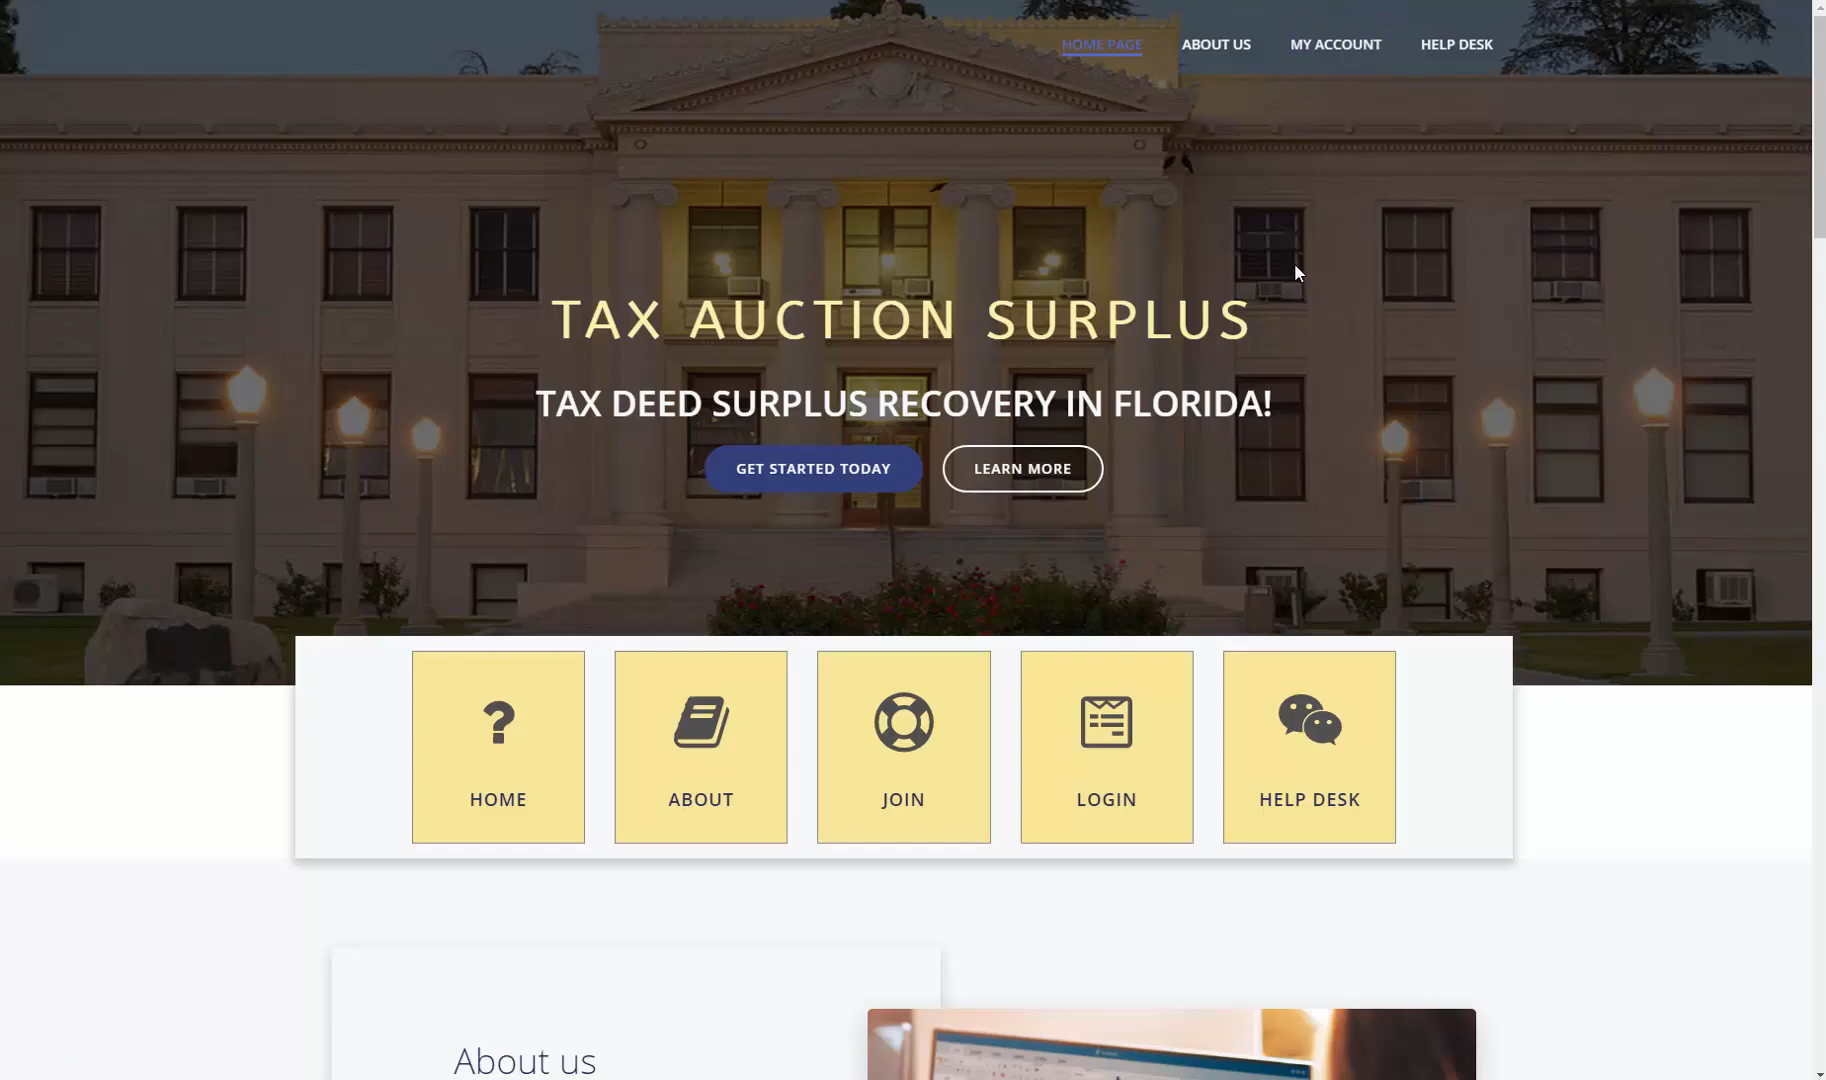 HOME PAGE ABOUT US MY ACCOUNT HELP DESK
TAX AUCTION SURPLUS
TAX DEED SURPLUS RECOVERY IN FLORIDA!
GET STARTED TODAY LEARN MORE
HOME ABOUT JOIN LOGIN HELP DESK
About us